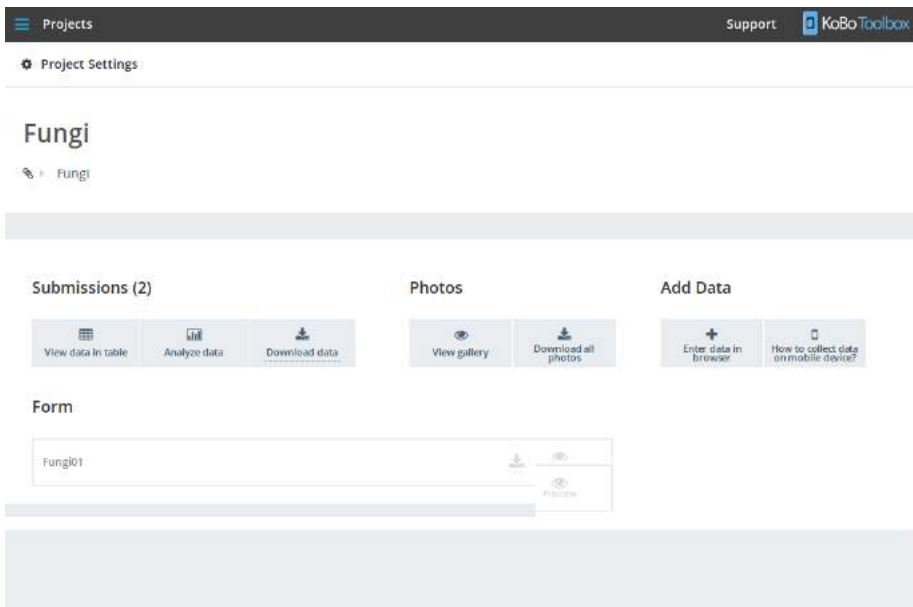 Projects
Support
KoBoToolbox
Project Settings
Fungi
Fungi
Submissions (2)
Photos
Add Data
View data in table
Analyze data
Download data
View gallery
Download all
photos
Enter data in
browser
How to collect data
on mobile device?
Form
Fungi01
Preview